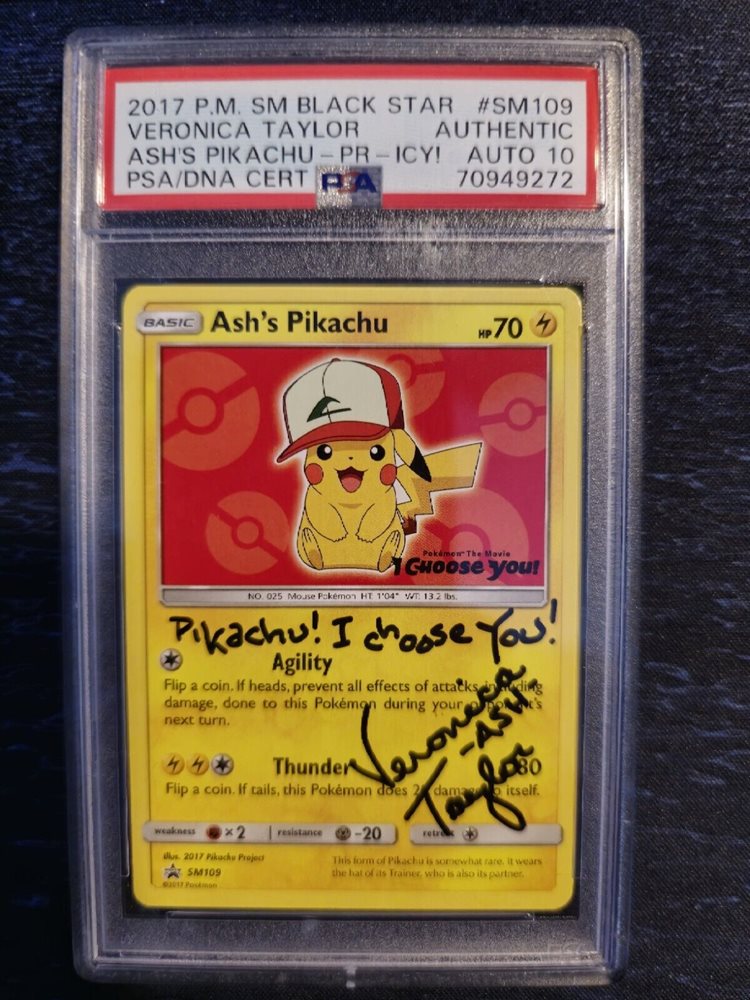 2017 P.M. SM BLACK STAR #SM109
VERONICA TAYLOR AUTHENTIC
ASH'S PIKACHU-PR-ICY! AUTO 10
PSA/DNA CERT PSA 70949272
BASIC Ash's Pikachu HP 70
Pokémon The Movie
I Choose You!
NO. 025 Mouse Pokémon HT: 1'04" WT: 13.2 lbs.
Pikachu! I choose You!
Agility
Flip a coin. If heads, prevent all effects of attacks, including
damage, done to this Pokémon during your opponent's
next turn.
Veronica
-ASH-
Taylor
Thunder 80
Flip a coin. If tails, this Pokémon does damage to itself.
weakness ×2 resistance -20 retreat
Illus. 2017 Pikachu Project
SM109
©2017 Pokémon
This form of Pikachu is somewhat rare. It wears
the hat of its Trainer, who is also its partner.